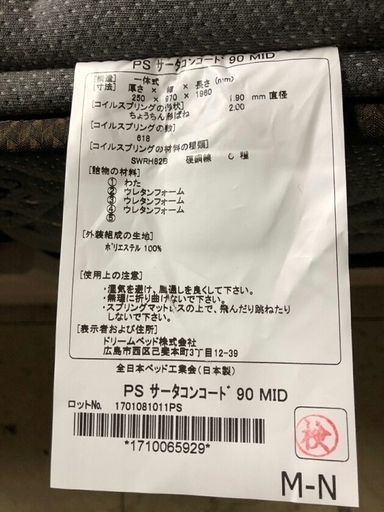 PS サータコンコード 90 MID
[構造] 一体式
[寸法] 厚さ × 幅 × 長さ (mm)
250 × 970 × 1960
1.90 mm 直径
[コイルスプリングの形状] 2.00
ちょうちん形ばね
[コイルスプリングの数]
618
[コイルスプリングの材料の種類]
SWRH82B 硬鋼線 C 種
[詰物の材料]
① わた
② ウレタンフォーム
③ ウレタンフォーム
④ ウレタンフォーム
⑤
[外装組成の生地]
ポリエステル 100%
[使用上の注意]
・湿気を避け、風通しを良くして下さい。
・無理に折り曲げないで下さい。
・スプリングマットレスの上で、飛んだり跳ねたり
しないで下さい。
[表示者および住所]
ドリームベッド株式会社
広島市西区己斐本町3丁目12-39
全日本ベッド工業会(日本製)
PS サータコンコード 90 MID
ロットNo. 1701081011PS
*1710065929*
検
M-N